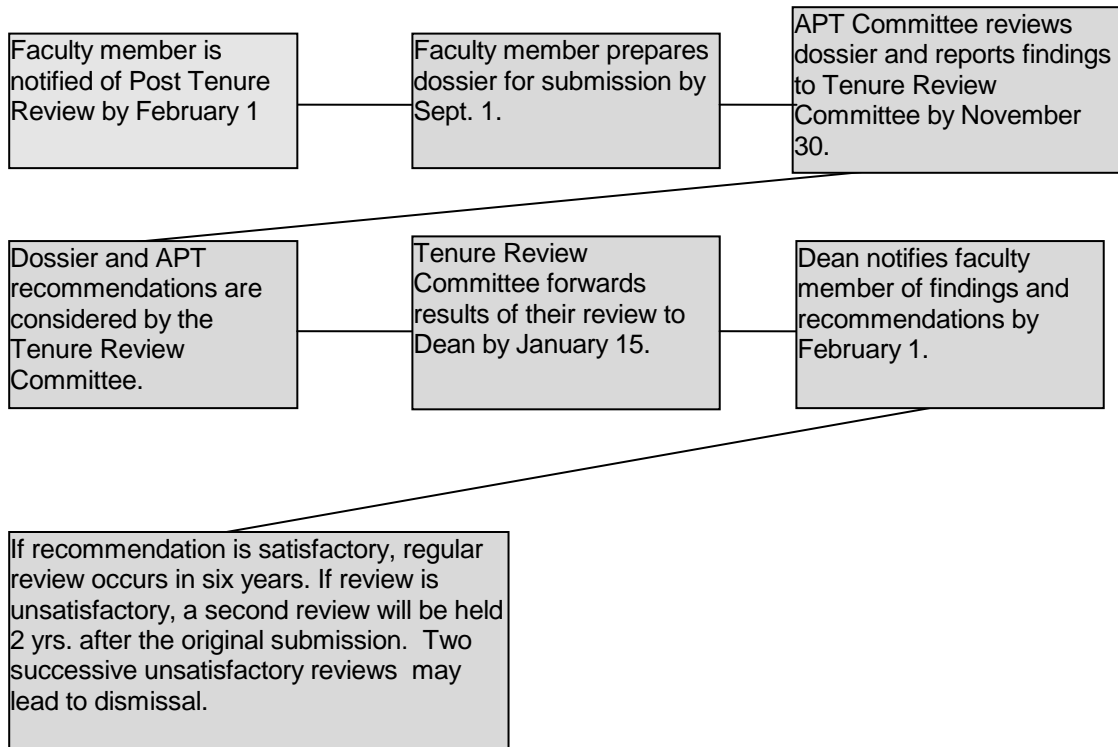 Faculty member is
notified of Post Tenure
Review by February 1
Faculty member prepares
dossier for submission by
Sept. 1.
APT Committee reviews
dossier and reports findings
to Tenure Review
Committee by November
30.
Dossier and APT
recommendations are
considered by the
Tenure Review
Committee.
Tenure Review
Committee forwards
results of their review to
Dean by January 15.
Dean notifies faculty
member of findings and
recommendations by
February 1.
If recommendation is satisfactory, regular
review occurs in six years. If review is
unsatisfactory, a second review will be held
2 yrs. after the original submission.  Two
successive unsatisfactory reviews  may
lead to dismissal.